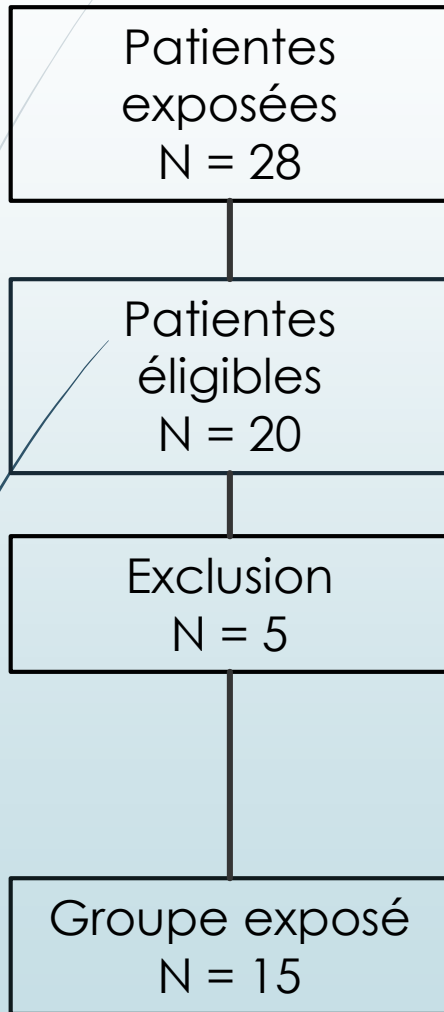 Patientes
exposées
N = 28
Patientes
éligibles
N = 20
Exclusion
N = 5
Groupe exposé
N = 15